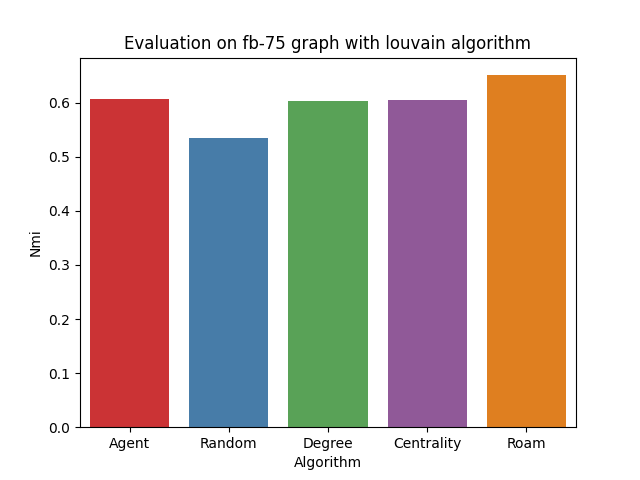 Evaluation on fb-75 graph with louvain algorithm
Nmi
0.6
0.5
0.4
0.3
0.2
0.1
0.0
Agent Random Degree Centrality Roam
Algorithm